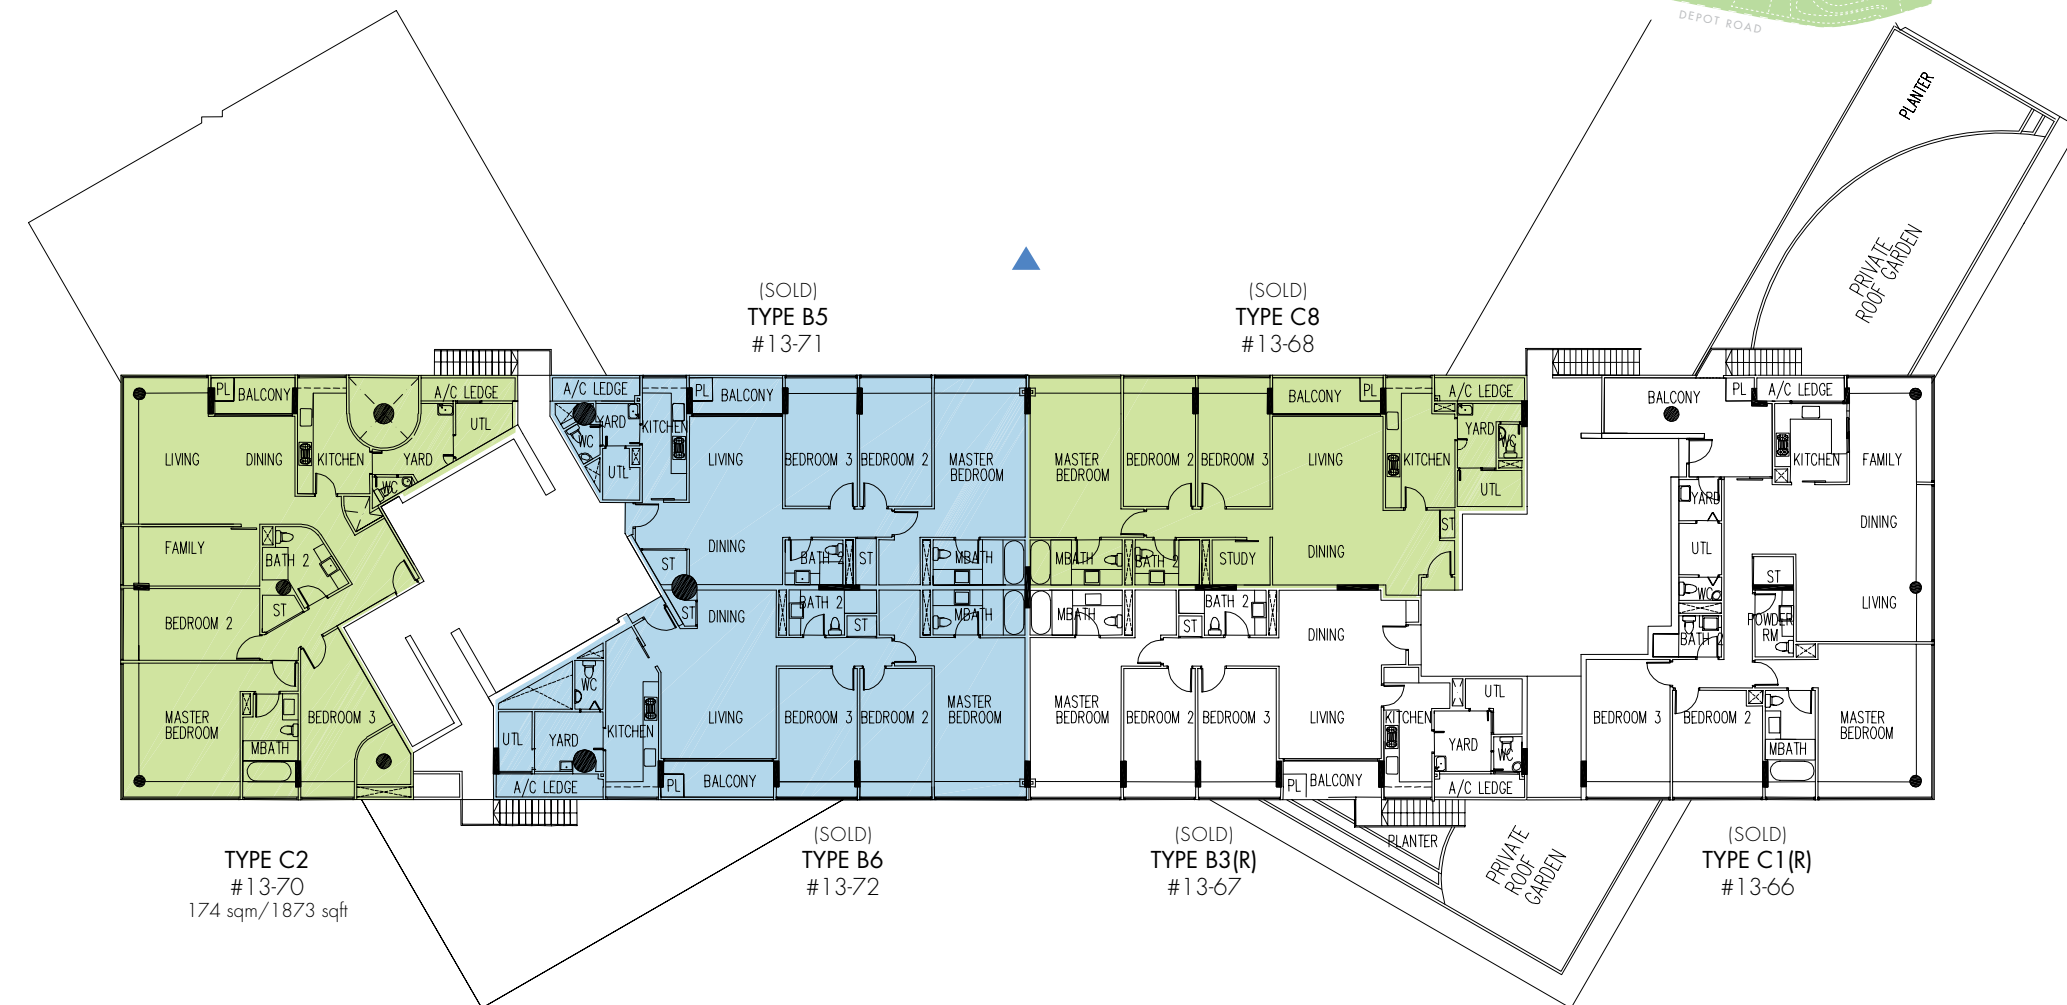 DEPOT ROAD
PLANTER
PRIVATE
ROOF GARDEN
(SOLD)
TYPE B5
#13-71
(SOLD)
TYPE C8
#13-68
PL
BALCONY
A/C LEDGE
UTL
LIVING
DINING
KITCHEN
YARD
WC
FAMILY
BATH 2
ST
BEDROOM 2
MASTER
BEDROOM
MBATH
BEDROOM 3
A/C LEDGE
YARD
WC
UTL
KITCHEN
PL
BALCONY
LIVING
BEDROOM 3
BEDROOM 2
MASTER
BEDROOM
DINING
ST
BATH 2
ST
MBATH
ST
DINING
BATH 2
ST
MBATH
WC
UTL
YARD
KITCHEN
LIVING
BEDROOM 3
BEDROOM 2
MASTER
BEDROOM
A/C LEDGE
PL
BALCONY
MASTER
BEDROOM
BEDROOM 2
BEDROOM 3
BALCONY
PL
LIVING
KITCHEN
A/C LEDGE
YARD
WC
UTL
ST
MBATH
BATH 2
STUDY
DINING
MBATH
ST
BATH 2
DINING
MASTER
BEDROOM
BEDROOM 2
BEDROOM 3
LIVING
KITCHEN
UTL
YARD
WC
PL
BALCONY
A/C LEDGE
BALCONY
PL
A/C LEDGE
KITCHEN
FAMILY
YARD
DINING
UTL
ST
WC
LIVING
POWDER
RM
BATH 2
BEDROOM 3
BEDROOM 2
MASTER
BEDROOM
MBATH
PLANTER
PRIVATE
ROOF
GARDEN
TYPE C2
#13-70
174 sqm/1873 sqft
(SOLD)
TYPE B6
#13-72
(SOLD)
TYPE B3(R)
#13-67
(SOLD)
TYPE C1(R)
#13-66